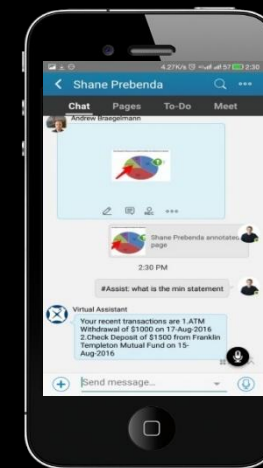 4.27K/s 57 2:30
Shane Prebenda
Chat Pages To-Do Meet
Andrew Braegelmann
Shane Prebenda annotated
page
2:30 PM
#Assist: what is the min statement
Virtual Assistant
Your recent transactions are 1.ATM
Withdrawal of $1000 on 17-Aug-2016
2.Check Deposit of $1500 from Franklin
Templeton Mutual Fund on 15-
Aug-2016
Send message...